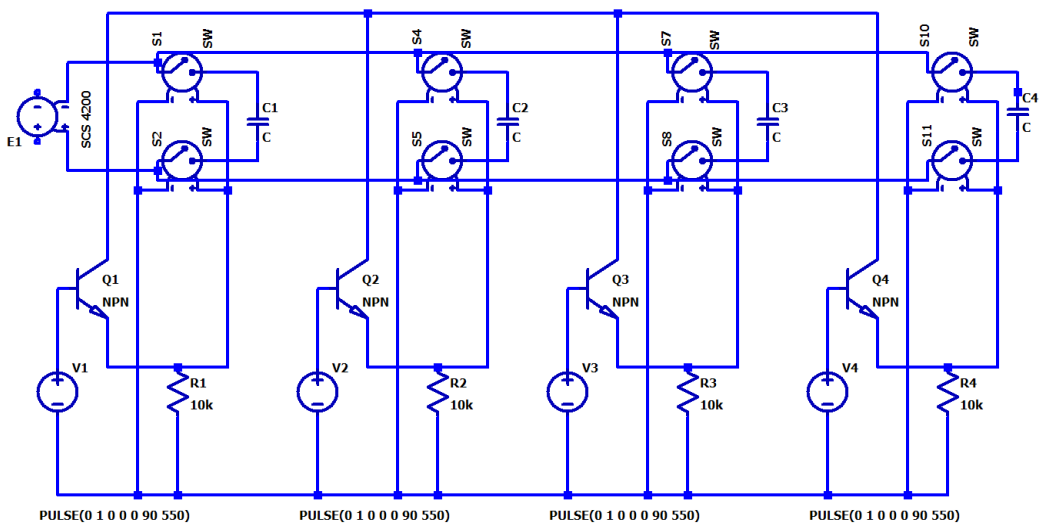 S1
SW
S4
SW
S7
SW
S10
SW
E1
SCS 4200
C1
C
C2
C
C3
C
C4
C
S2
SW
S5
SW
S8
SW
S11
SW
Q1
NPN
Q2
NPN
Q3
NPN
Q4
NPN
V1
R1
10k
V2
R2
10k
V3
R3
10k
V4
R4
10k
PULSE(0 1 0 0 0 90 550)
PULSE(0 1 0 0 0 90 550)
PULSE(0 1 0 0 0 90 550)
PULSE(0 1 0 0 0 90 550)